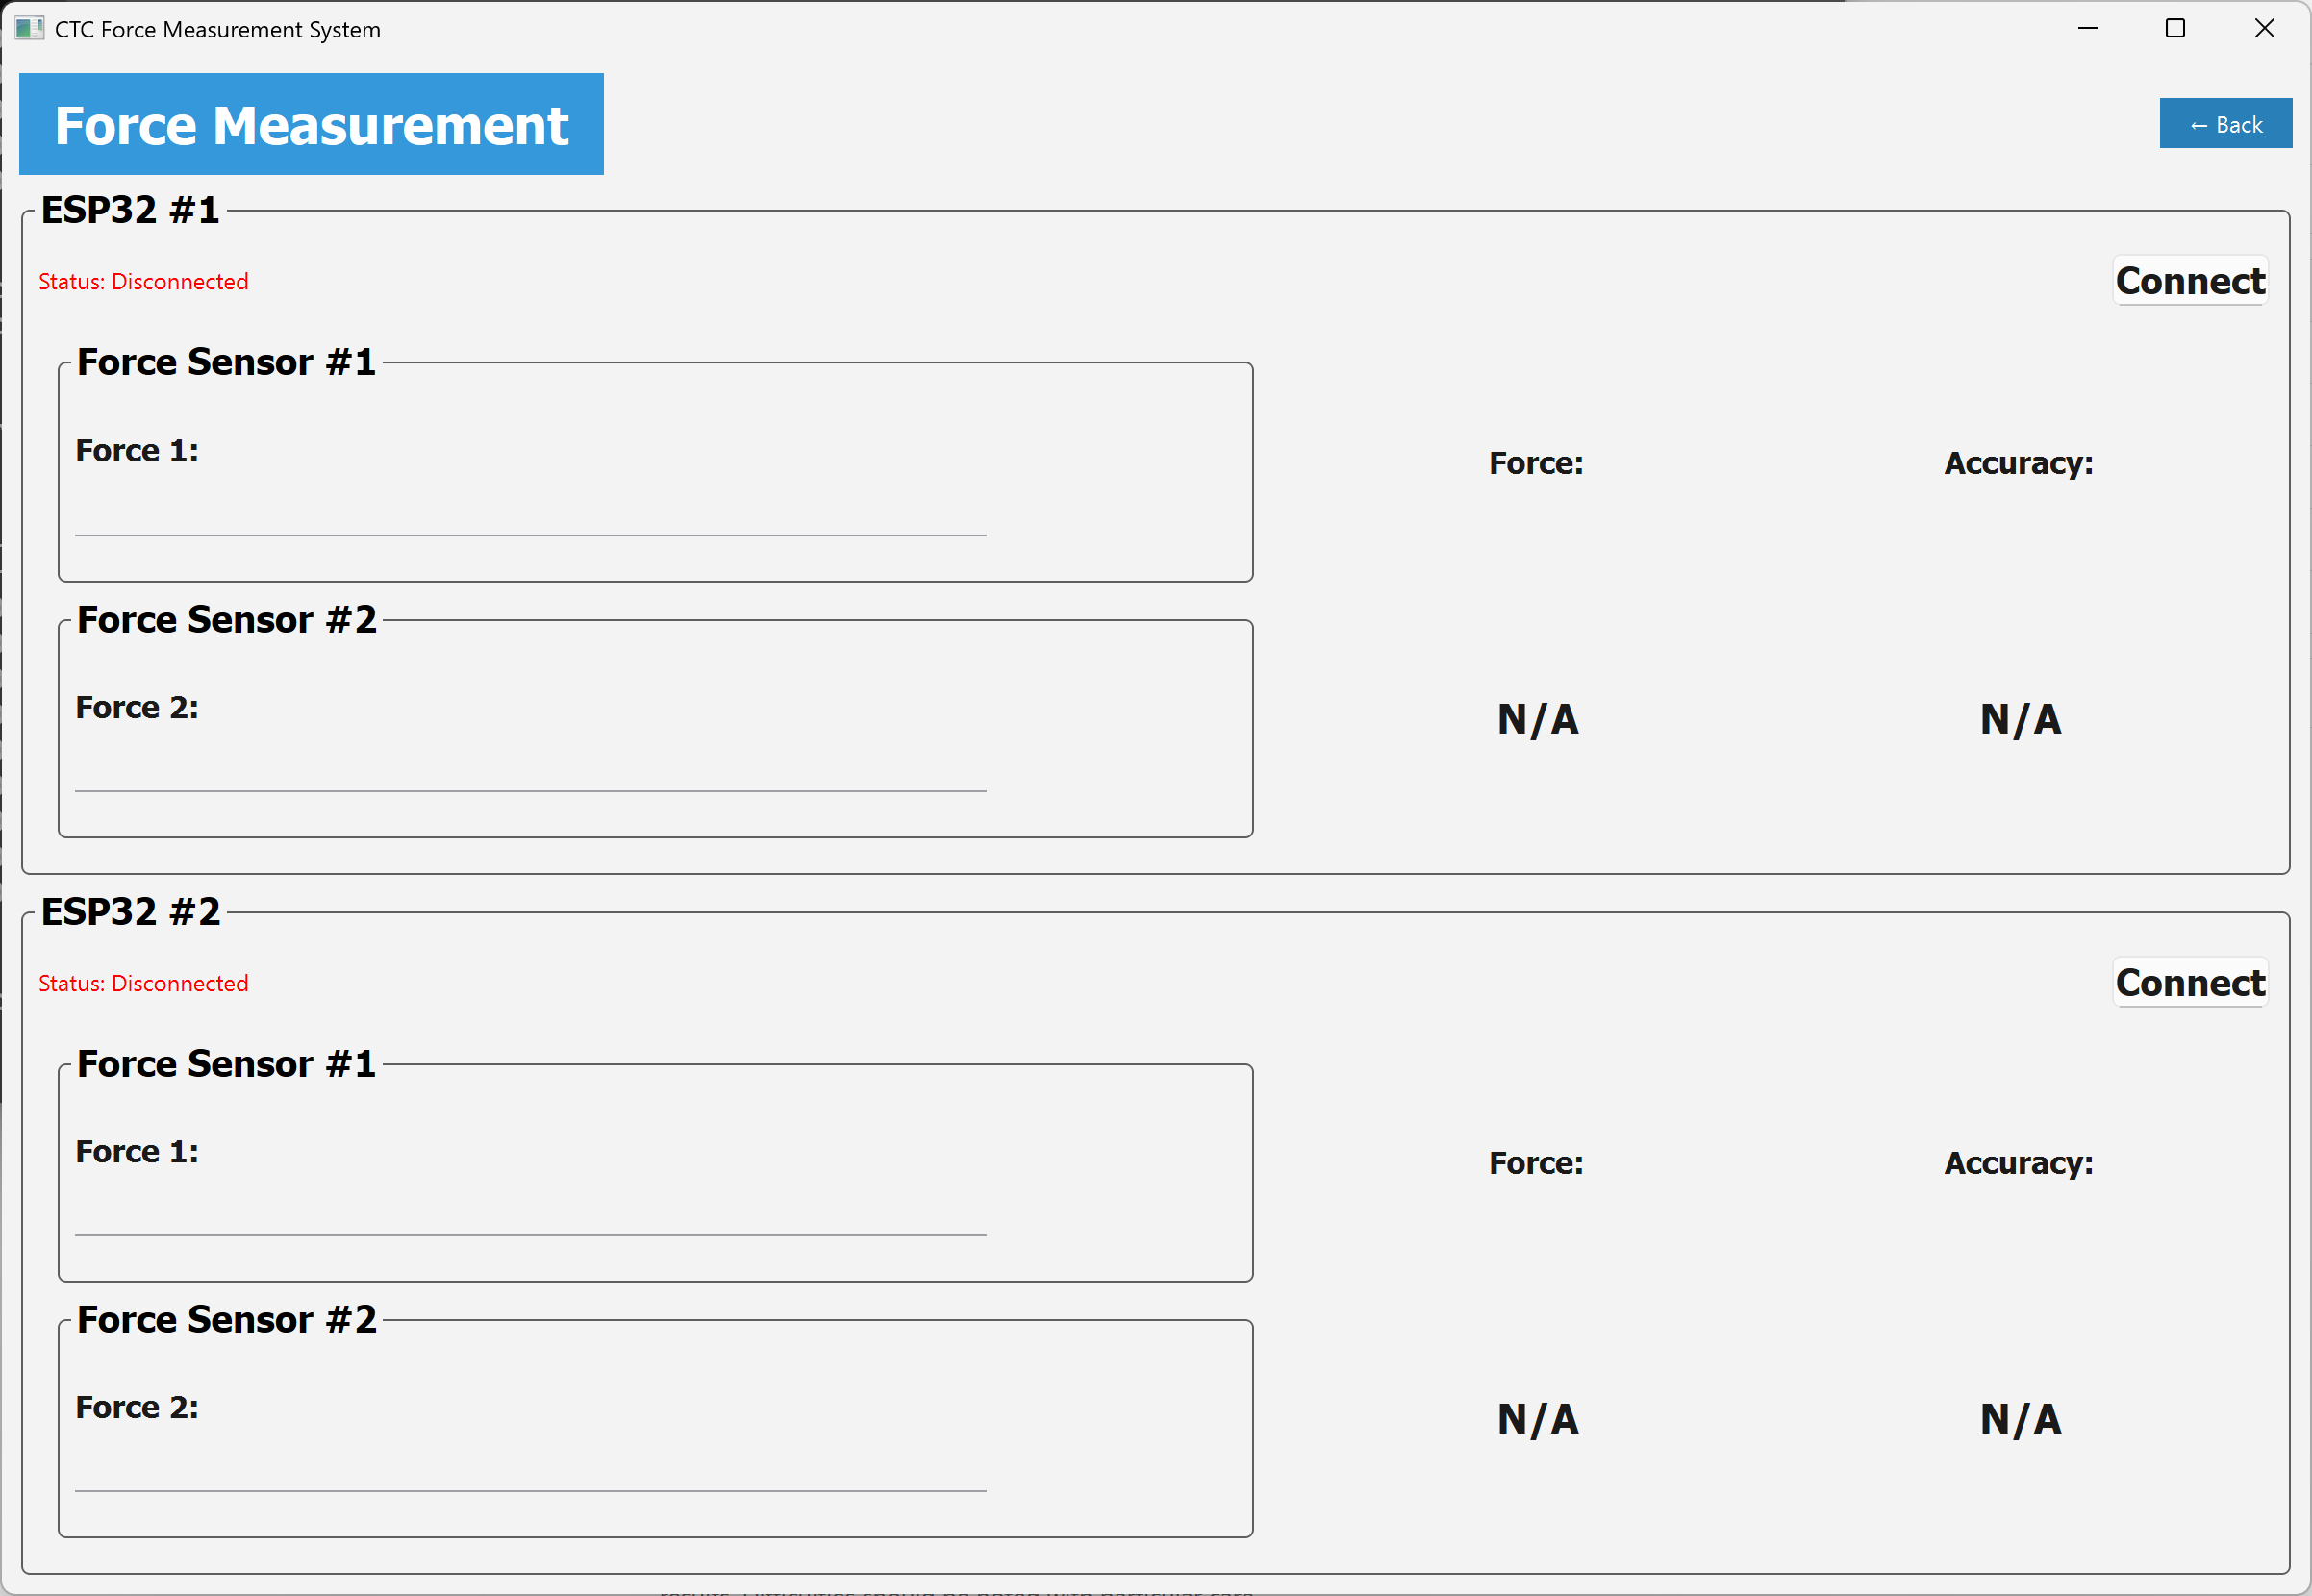 CTC Force Measurement System
Force Measurement
← Back
ESP32 #1
Status: Disconnected
Connect
Force Sensor #1
Force 1:
Force:
Accuracy:
Force Sensor #2
Force 2:
N/A
N/A
ESP32 #2
Status: Disconnected
Connect
Force Sensor #1
Force 1:
Force:
Accuracy:
Force Sensor #2
Force 2:
N/A
N/A